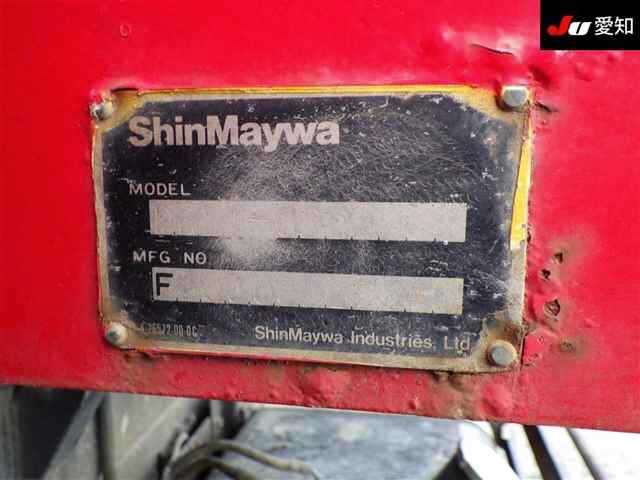 JU 愛知
ShinMaywa
MODEL
MFG NO
F
ShinMaywa Industries, Ltd